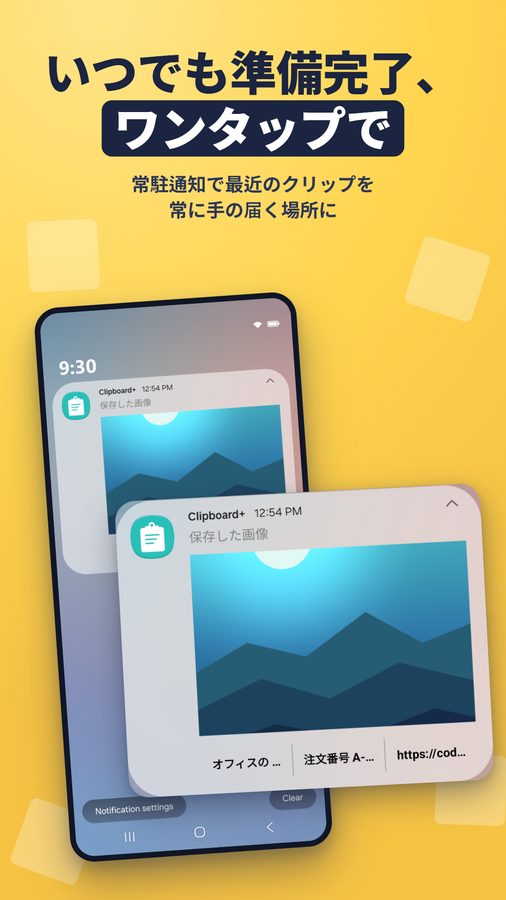 いつでも準備完了、
ワンタップで
常駐通知で最近のクリップを
常に手の届く場所に
9:30
Clipboard+ 12:54 PM
保存した画像
Clipboard+ 12:54 PM
保存した画像
オフィスの ...
注文番号 A-...
https://cod...
Notification settings
Clear